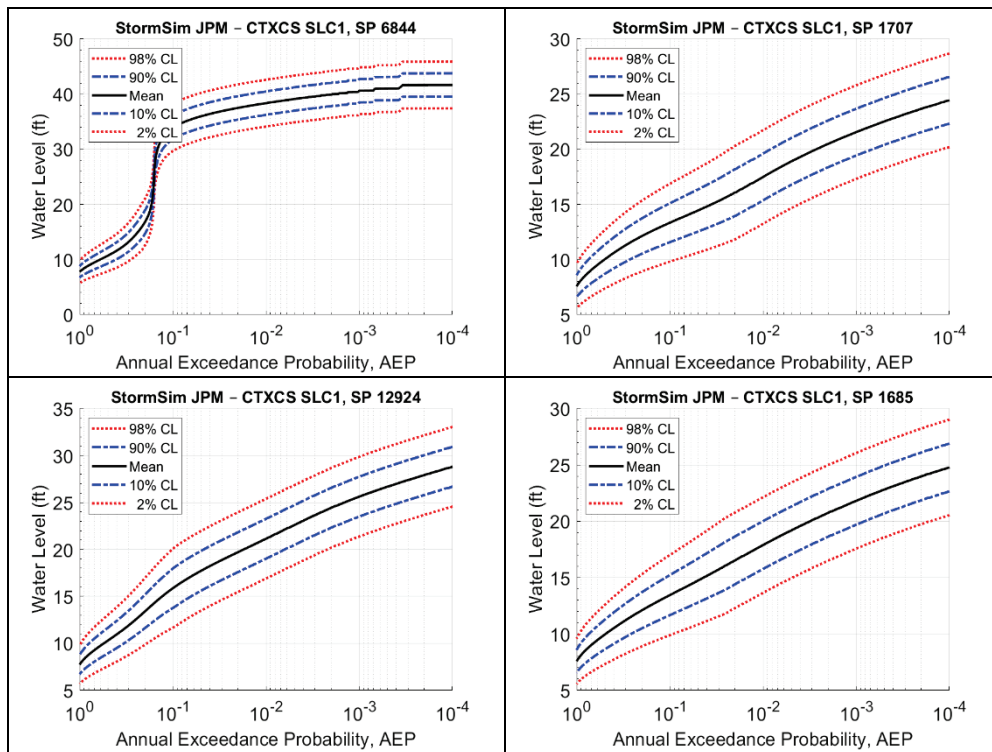 StormSim JPM – CTXCS SLC1, SP 6844
50
40
30
20
10
0
Water Level (ft)
98% CL
90% CL
Mean
10% CL
2% CL
10^0
10^-1
10^-2
10^-3
10^-4
Annual Exceedance Probability, AEP
StormSim JPM – CTXCS SLC1, SP 1707
30
25
20
15
10
5
Water Level (ft)
98% CL
90% CL
Mean
10% CL
2% CL
10^0
10^-1
10^-2
10^-3
10^-4
Annual Exceedance Probability, AEP
StormSim JPM – CTXCS SLC1, SP 12924
35
30
25
20
15
10
5
Water Level (ft)
98% CL
90% CL
Mean
10% CL
2% CL
10^0
10^-1
10^-2
10^-3
10^-4
Annual Exceedance Probability, AEP
StormSim JPM – CTXCS SLC1, SP 1685
30
25
20
15
10
5
Water Level (ft)
98% CL
90% CL
Mean
10% CL
2% CL
10^0
10^-1
10^-2
10^-3
10^-4
Annual Exceedance Probability, AEP